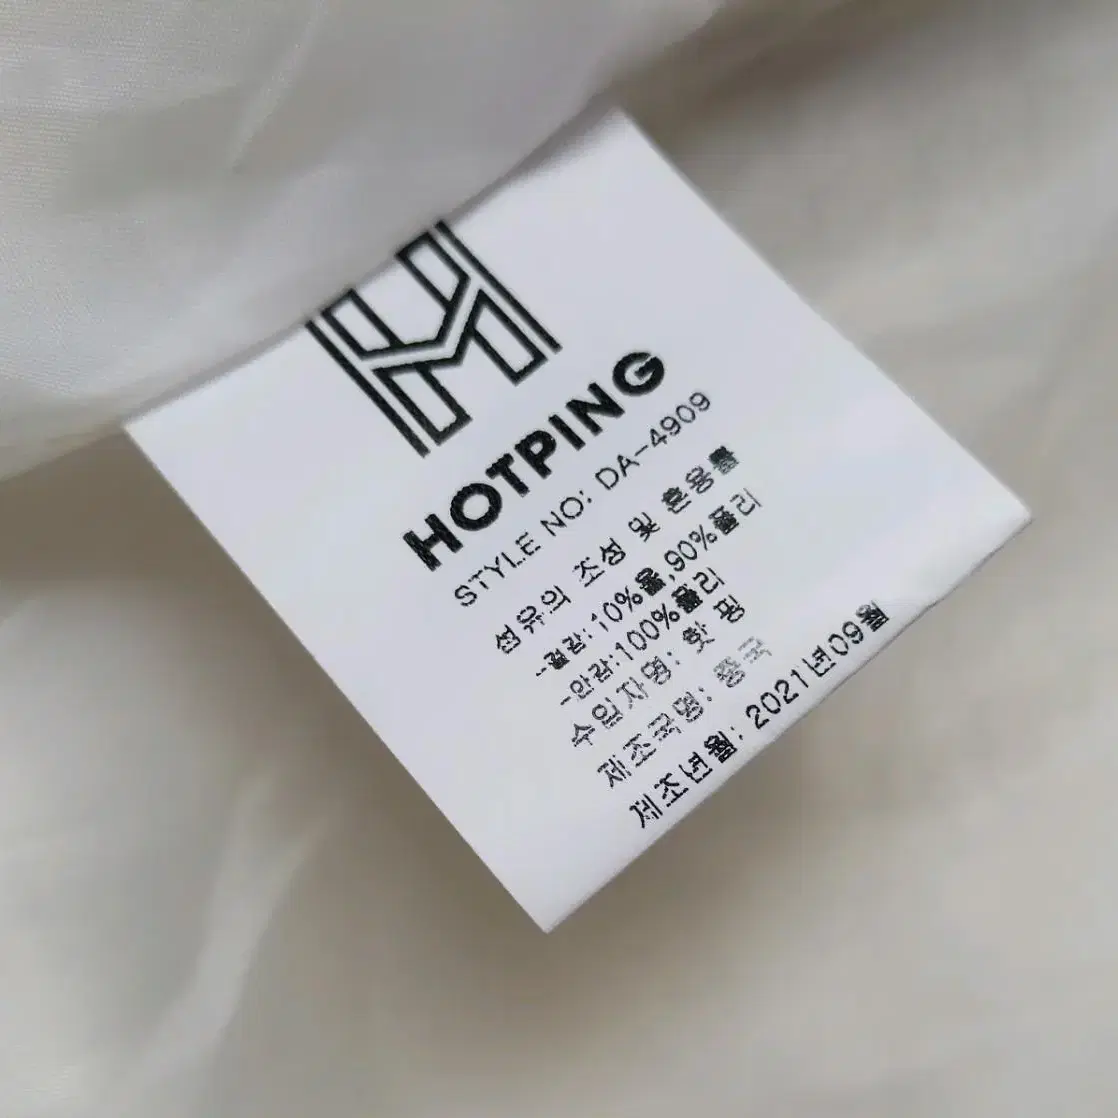 HOTPING
STYLE NO: DA-4909
섬유의 조성 및 혼용률
-겉감:10%울,90%폴리
-안감:100%폴리
수입자명: 핫 핑
제조국명: 중국
제조년월: 2021년09월